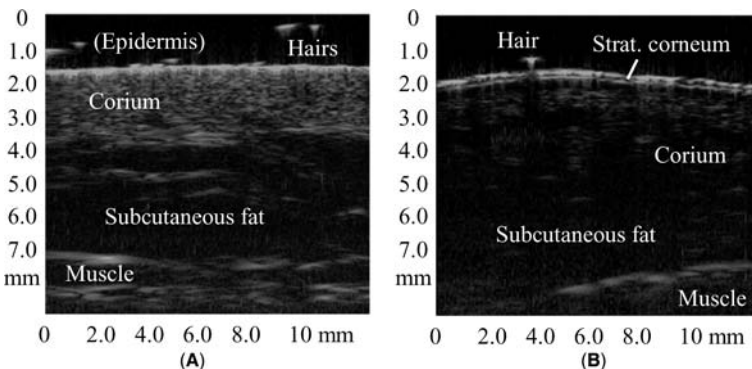 0
1.0
2.0
3.0
4.0
5.0
6.0
7.0
mm
(Epidermis)
Hairs
Corium
Subcutaneous fat
Muscle
0 2.0 4.0 6.0 8.0 10 mm
(A)
0
1.0
2.0
3.0
4.0
5.0
6.0
7.0
mm
Hair
Strat. corneum
Corium
Subcutaneous fat
Muscle
0 2.0 4.0 6.0 8.0 10 mm
(B)